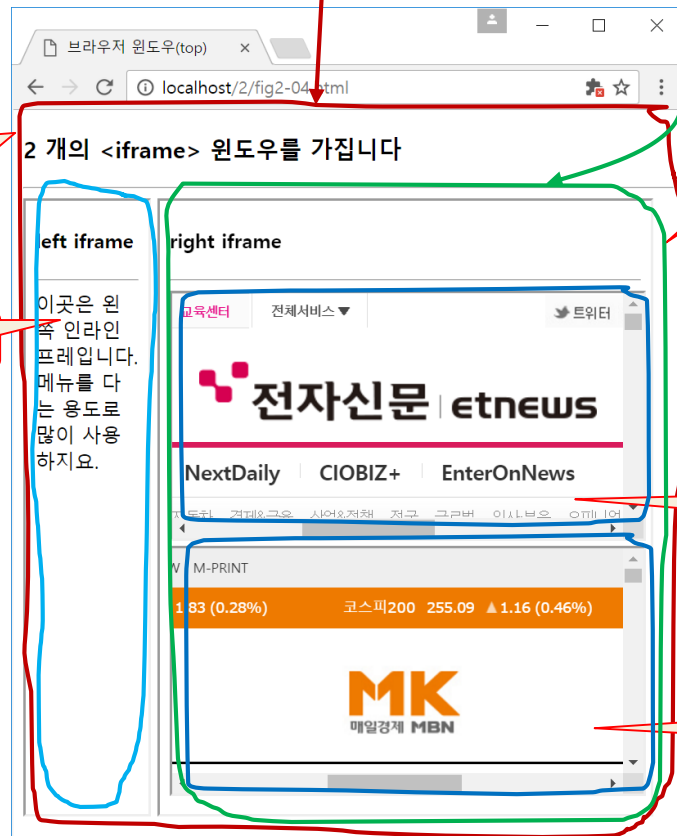 브라우저 윈도우(top)
localhost/2/fig2-04.html
2 개의 <iframe> 윈도우를 가집니다
left iframe
right iframe
이곳은 왼
쪽 인라인
프레임입니다.
메뉴를 다
는 용도로
많이 사용
하지요.
교육센터 전체서비스▼ 트위터
전자신문 etnews
NextDaily CIOBIZ+ EnterOnNews
W M-PRINT
1.83 (0.28%) 코스피200 255.09 ▲1.16 (0.46%)
MK
매일경제 MBN